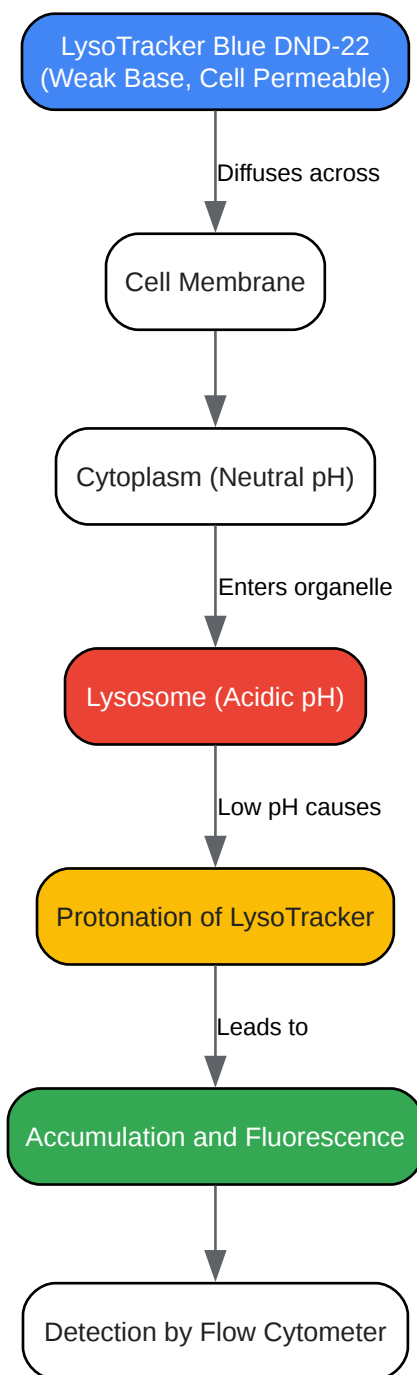 LysoTracker Blue DND-22
(Weak Base, Cell Permeable)
Diffuses across
Cell Membrane
Cytoplasm (Neutral pH)
Enters organelle
Lysosome (Acidic pH)
Low pH causes
Protonation of LysoTracker
Leads to
Accumulation and Fluorescence
Detection by Flow Cytometer